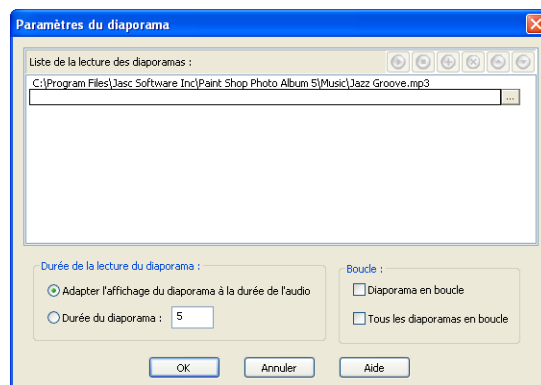 Paramètres du diaporama
Liste de la lecture des diaporamas :
C:\Program Files\Jasc Software Inc\Paint Shop Photo Album 5\Music\Jazz Groove.mp3
...
Durée de la lecture du diaporama :
Adapter l'affichage du diaporama à la durée de l'audio
Durée du diaporama : 5
Boucle :
Diaporama en boucle
Tous les diaporamas en boucle
OK Annuler Aide